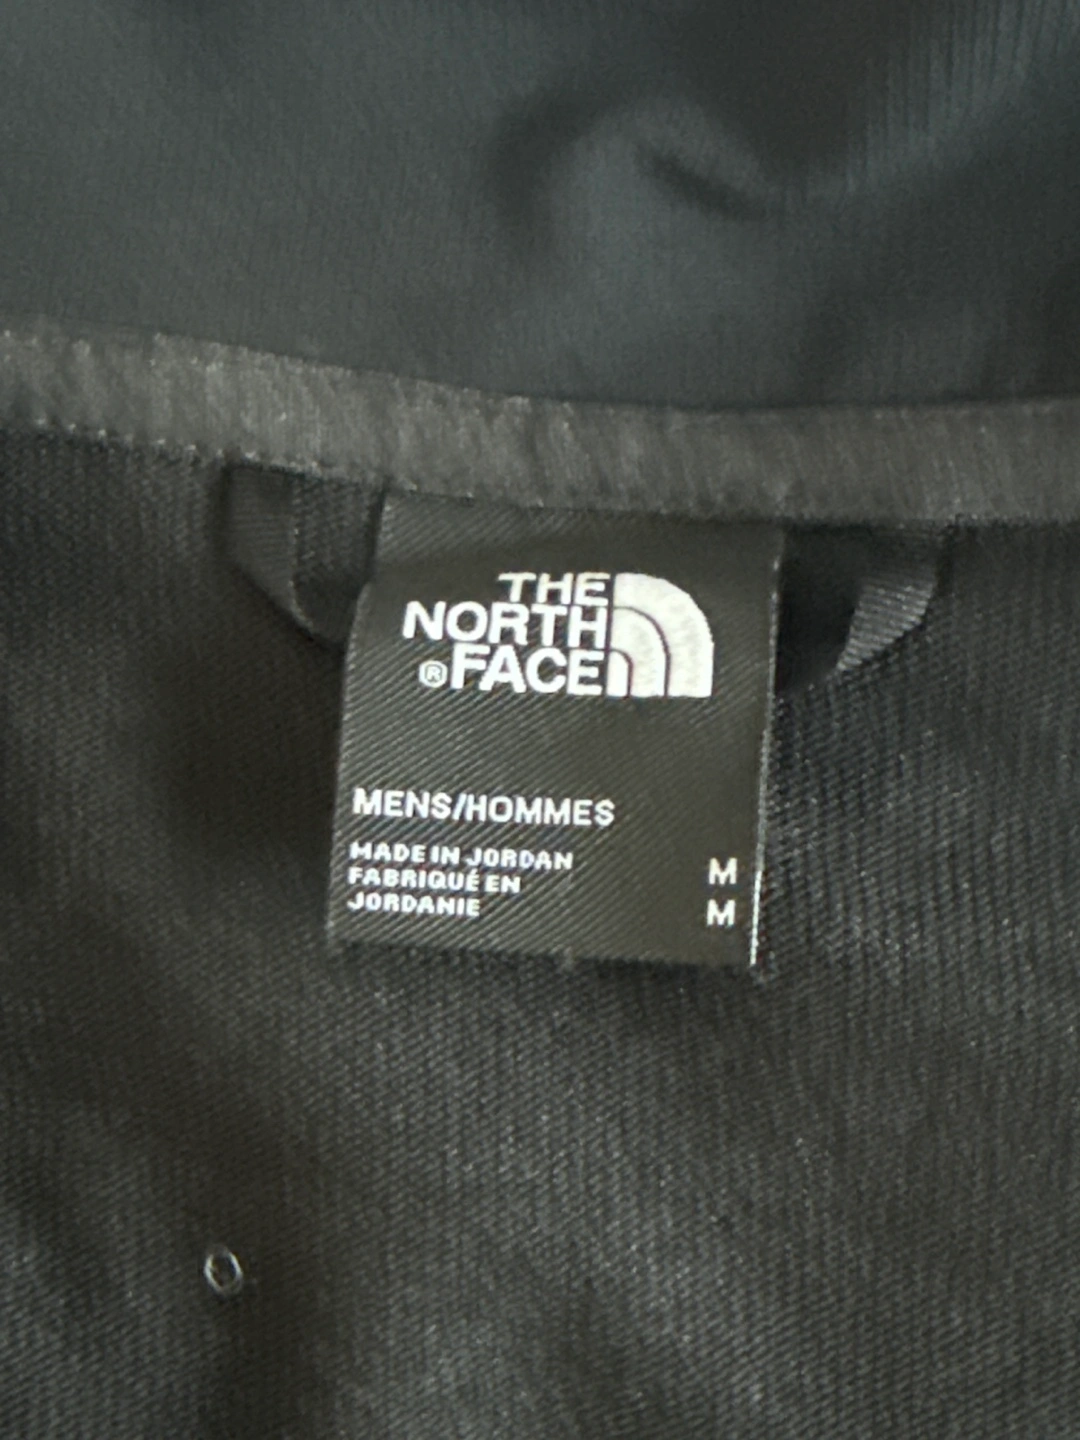 THE
NORTH
®FACE
MENS/HOMMES
MADE IN JORDAN
FABRIQUÉ EN
JORDANIE
M
M